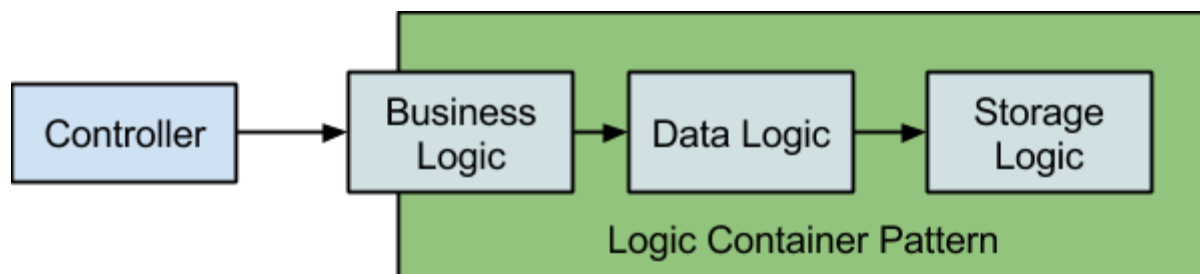 Controller
Business
Logic
Data Logic
Storage
Logic
Logic Container Pattern